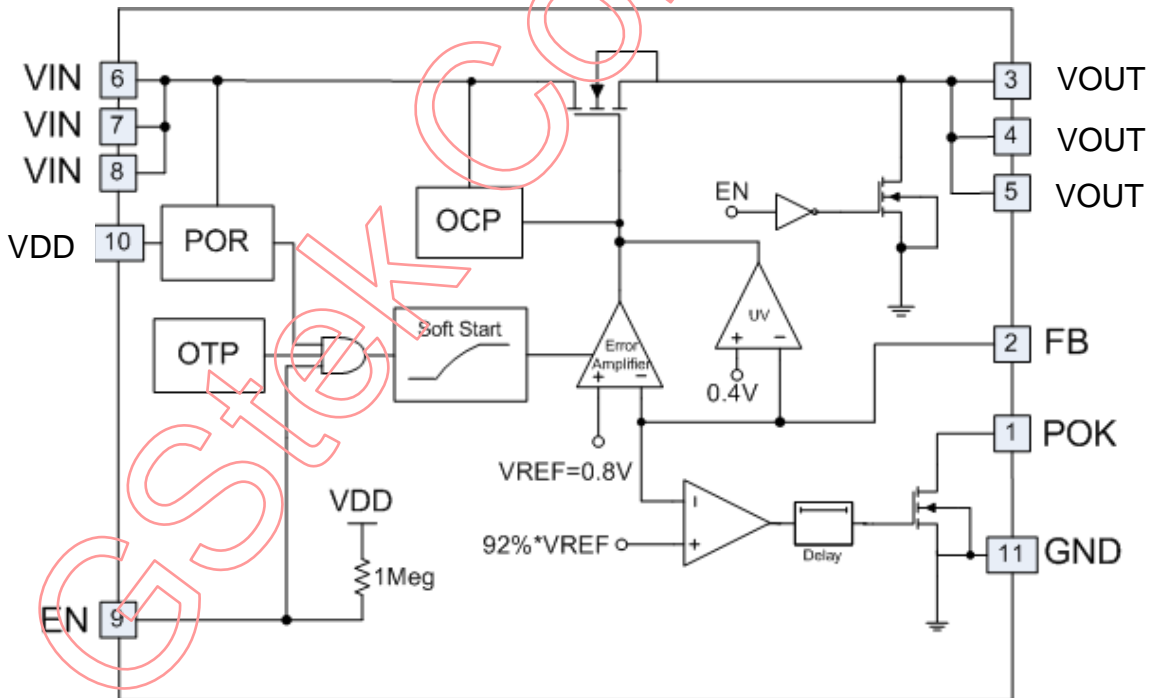 VIN 6
VIN 7
VIN 8
VDD 10
POR
OTP
OCP
Soft Start
Error
Amplifier
+ −
VREF=0.8V
UV
+ −
0.4V
EN
3 VOUT
4 VOUT
5 VOUT
2 FB
1 POK
11 GND
92%*VREF
+
Delay
VDD
1Meg
EN 9
GStek Co